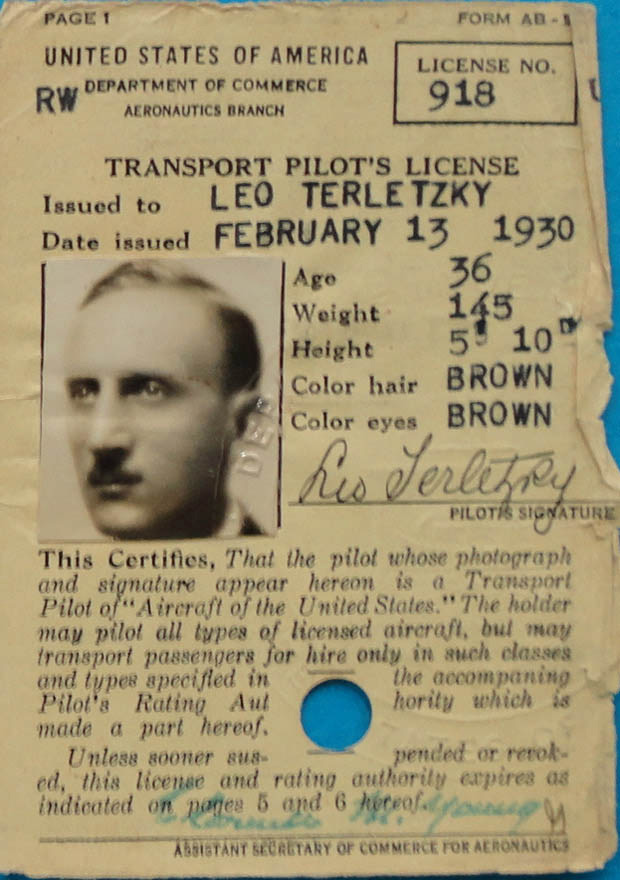 PAGE 1 FORM AB-
UNITED STATES OF AMERICA
LICENSE NO.
918
RW
DEPARTMENT OF COMMERCE
AERONAUTICS BRANCH
TRANSPORT PILOT'S LICENSE
Issued to LEO TERLETZKY
Date issued FEBRUARY 13 1930
Age 36
Weight 145
Height 5' 10"
Color hair BROWN
Color eyes BROWN
Leo Terletzky
PILOT'S SIGNATURE
This Certifies, That the pilot whose photograph
and signature appear hereon is a Transport
Pilot of "Aircraft of the United States." The holder
may pilot all types of licensed aircraft, but may
transport passengers for hire only in such classes
and types specified in the accompaning
Pilot's Rating Aut hority which is
made a part hereof.
Unless sooner sus- pended or revok-
ed, this license and rating authority expires as
indicated on pages 5 and 6 hereof.
Clarence M. Young
ASSISTANT SECRETARY OF COMMERCE FOR AERONAUTICS